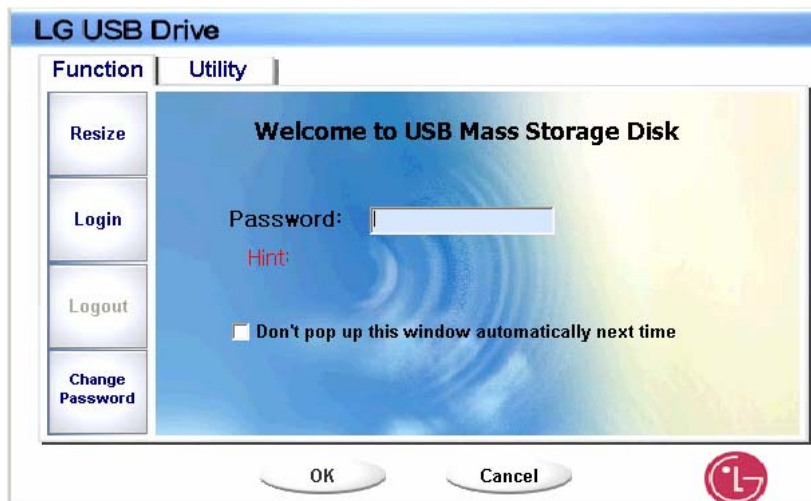 LG USB Drive
Function
Utility
Resize
Login
Logout
Change
Password
Welcome to USB Mass Storage Disk
Password:
Hint:
Don't pop up this window automatically next time
OK
Cancel